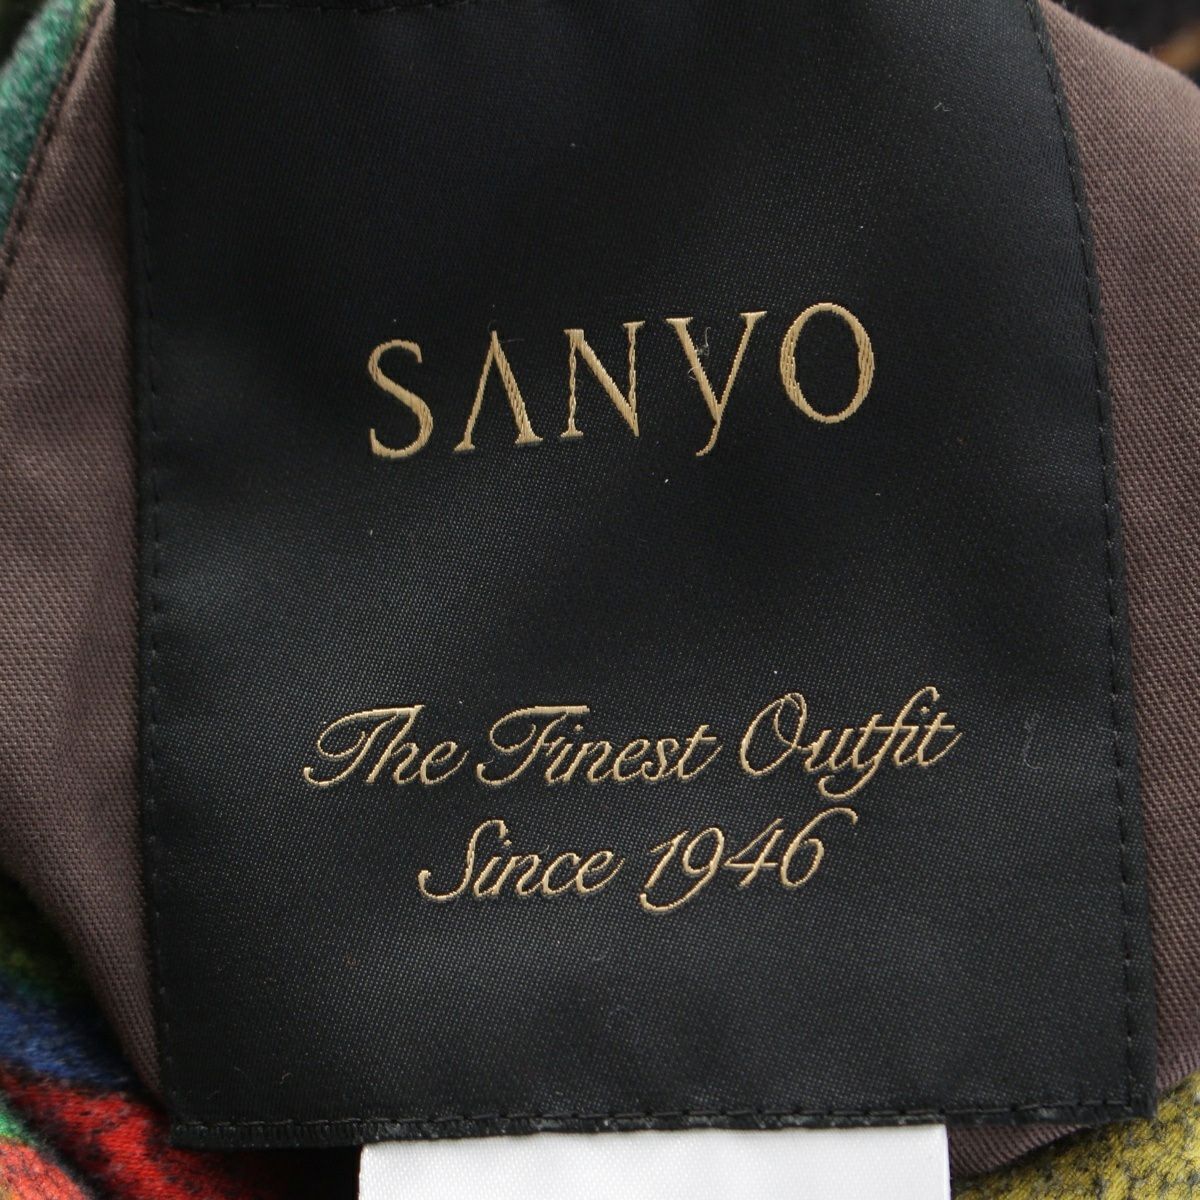 SANYO
The Finest Outfit
Since 1946